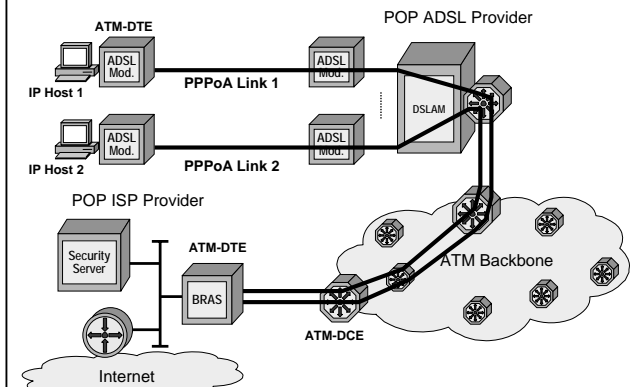 POP ADSL Provider
ATM-DTE
ADSL
Mod.
ADSL
Mod.
IP Host 1
PPPoA Link 1
DSLAM
ADSL
Mod.
ADSL
Mod.
IP Host 2
PPPoA Link 2
POP ISP Provider
ATM-DTE
Security
Server
BRAS
ATM Backbone
ATM-DCE
Internet